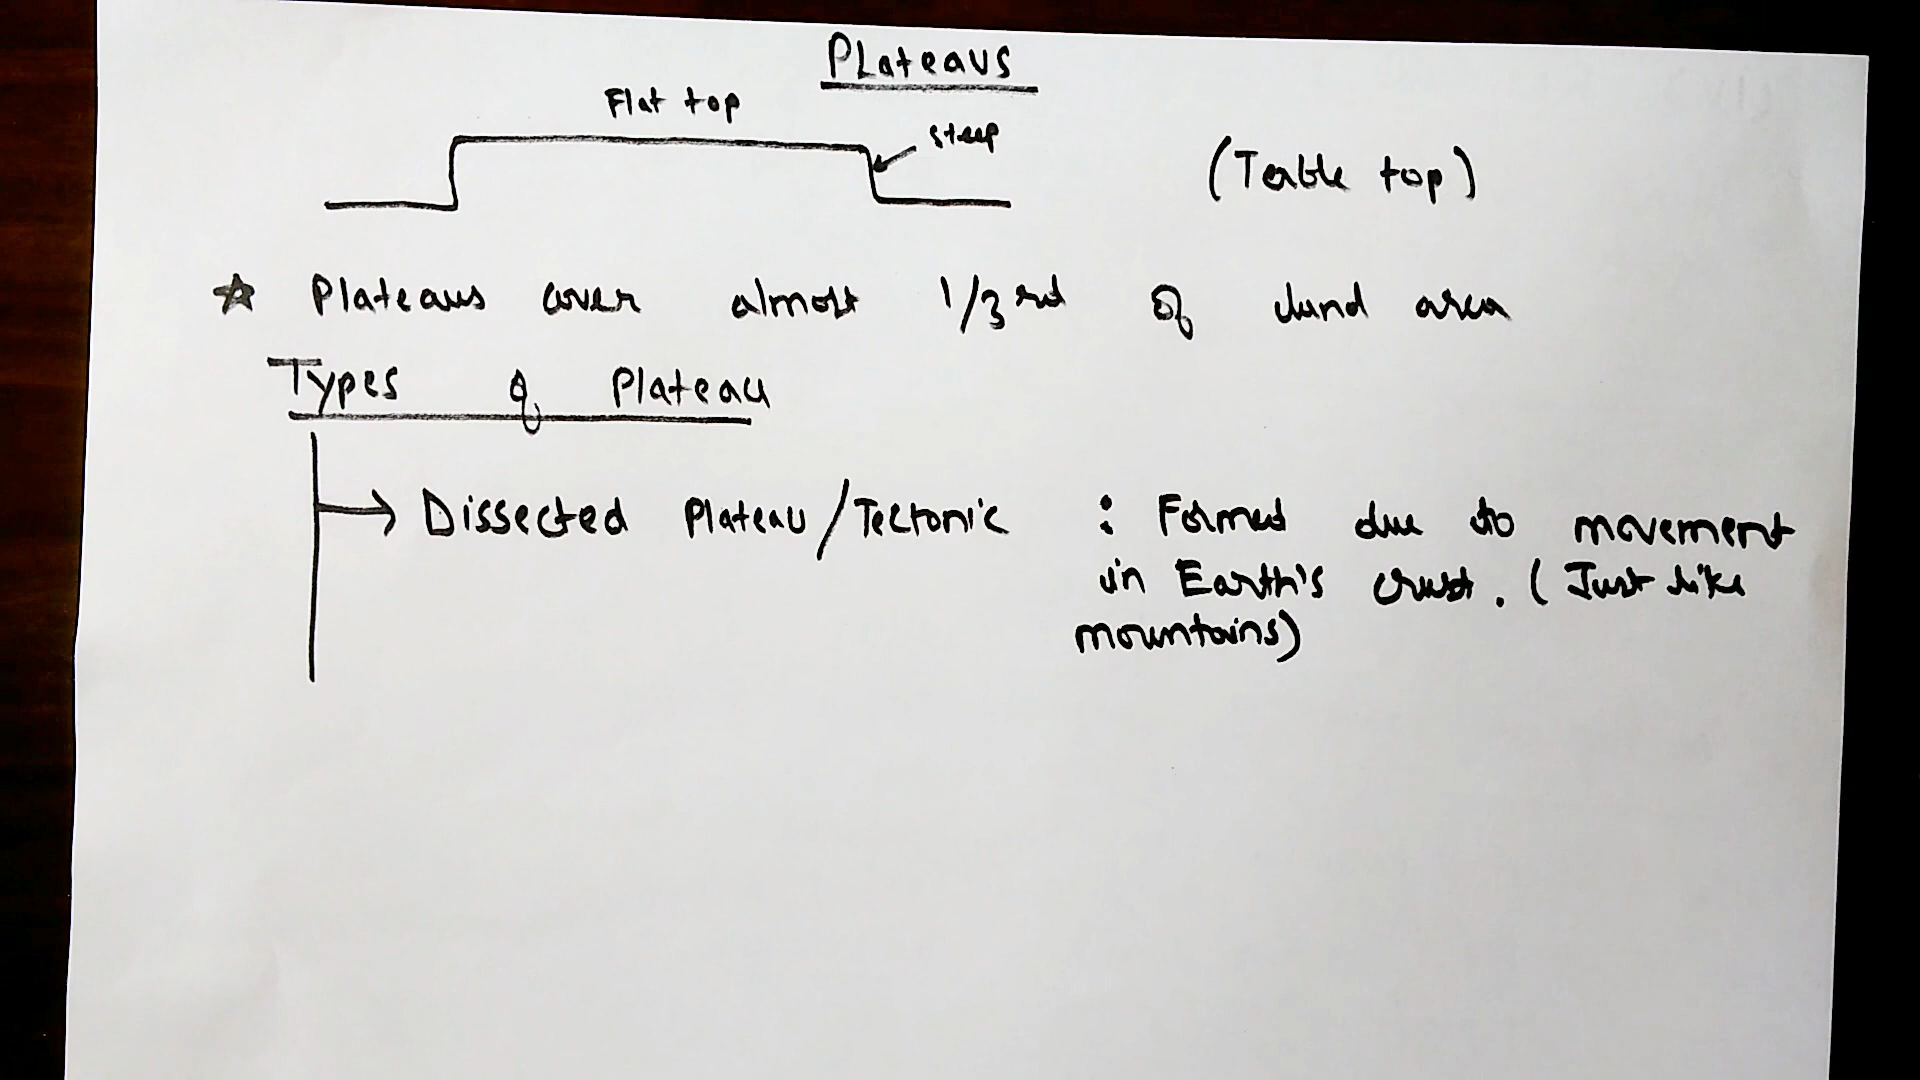 PLateaus
Flat top
steep
(Table top)
☆ Plateaus cover almost 1/3rd of land area
Types of Plateau
→ Dissected Plateau/Tectonic : Formed due to movement
in Earth's crust. (Just like
mountains)